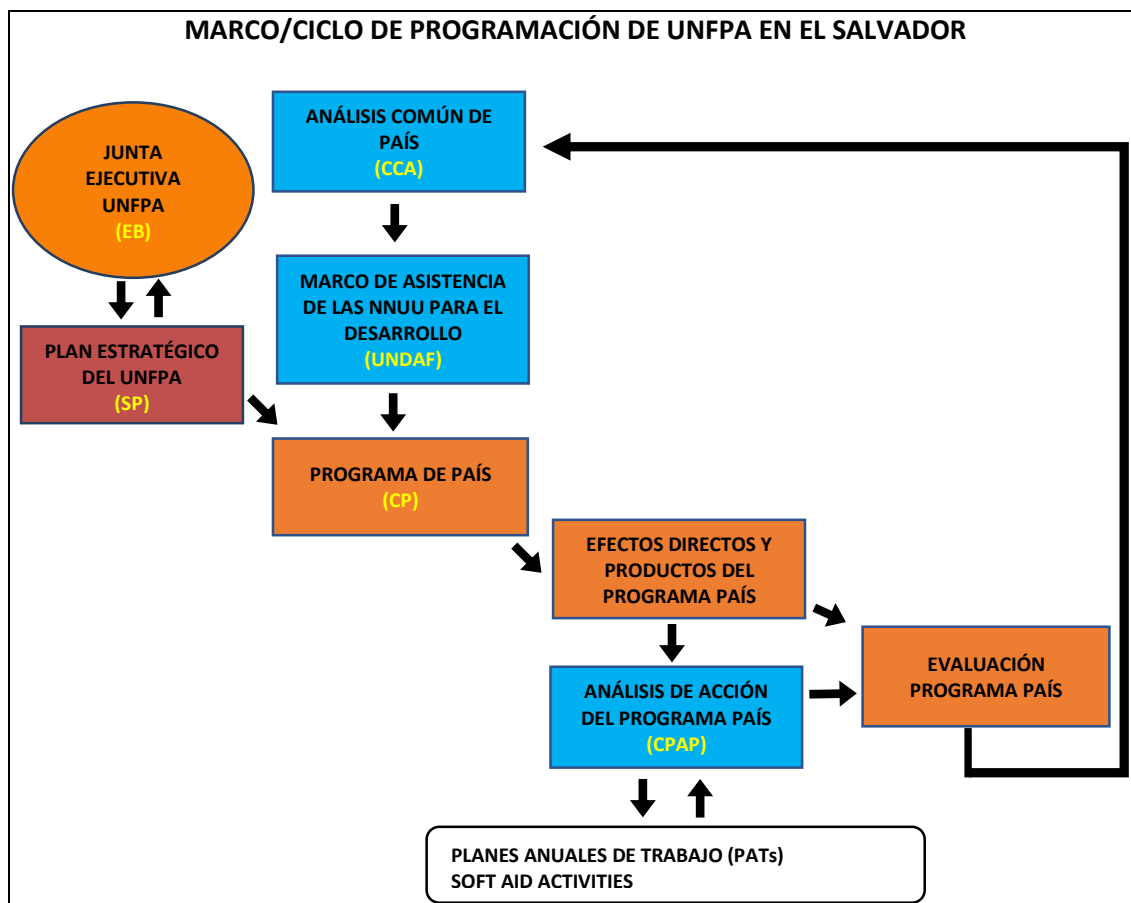 MARCO/CICLO DE PROGRAMACIÓN DE UNFPA EN EL SALVADOR
JUNTA
EJECUTIVA
UNFPA
(EB)
ANÁLISIS COMÚN DE
PAÍS
(CCA)
MARCO DE ASISTENCIA
DE LAS NNUU PARA EL
DESARROLLO
(UNDAF)
PLAN ESTRATÉGICO
DEL UNFPA
(SP)
PROGRAMA DE PAÍS
(CP)
EFECTOS DIRECTOS Y
PRODUCTOS DEL
PROGRAMA PAÍS
EVALUACIÓN
PROGRAMA PAÍS
ANÁLISIS DE ACCIÓN
DEL PROGRAMA PAÍS
(CPAP)
PLANES ANUALES DE TRABAJO (PATs)
SOFT AID ACTIVITIES